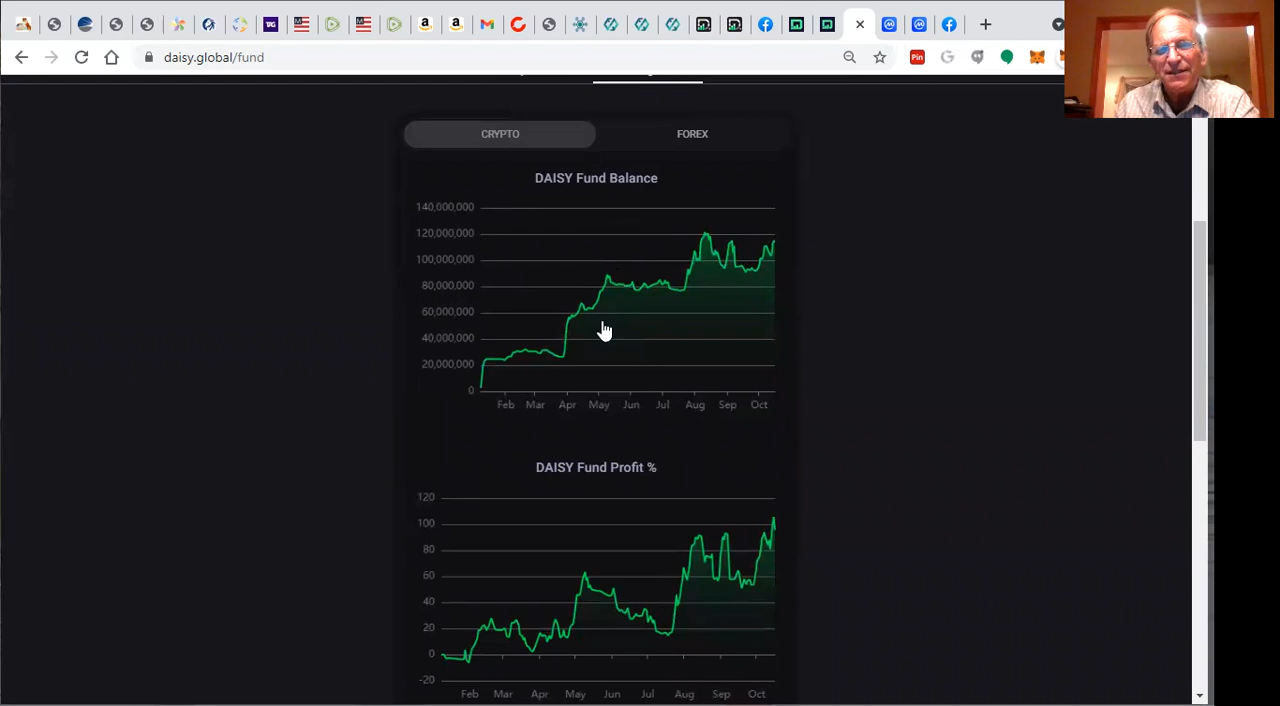 daisy.global/fund
Pin
CRYPTO
FOREX
DAISY Fund Balance
140,000,000
120,000,000
100,000,000
80,000,000
60,000,000
40,000,000
20,000,000
0
Feb Mar Apr May Jun Jul Aug Sep Oct
DAISY Fund Profit %
120
100
80
60
40
20
0
-20
Feb Mar Apr May Jun Jul Aug Sep Oct